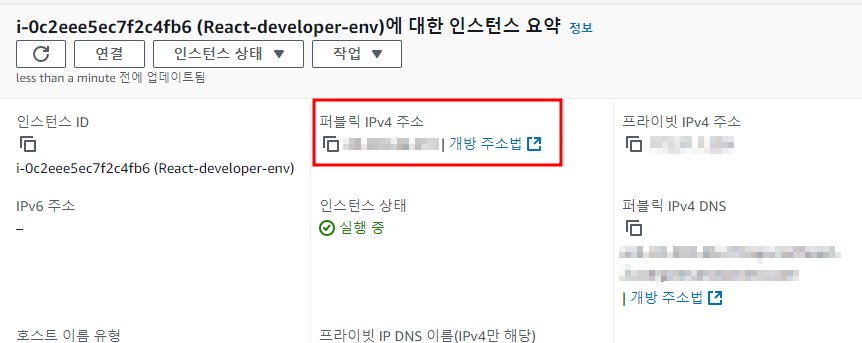 i-0c2eee5ec7f2c4fb6 (React-developer-env)에 대한 인스턴스 요약 정보
연결 인스턴스 상태 ▼ 작업 ▼
less than a minute 전에 업데이트됨
인스턴스 ID
i-0c2eee5ec7f2c4fb6 (React-developer-env)
퍼블릭 IPv4 주소
| 개방 주소법
프라이빗 IPv4 주소
IPv6 주소
–
인스턴스 상태
실행 중
퍼블릭 IPv4 DNS
| 개방 주소법
호스트 이름 유형
프라이빗 IP DNS 이름(IPv4만 해당)